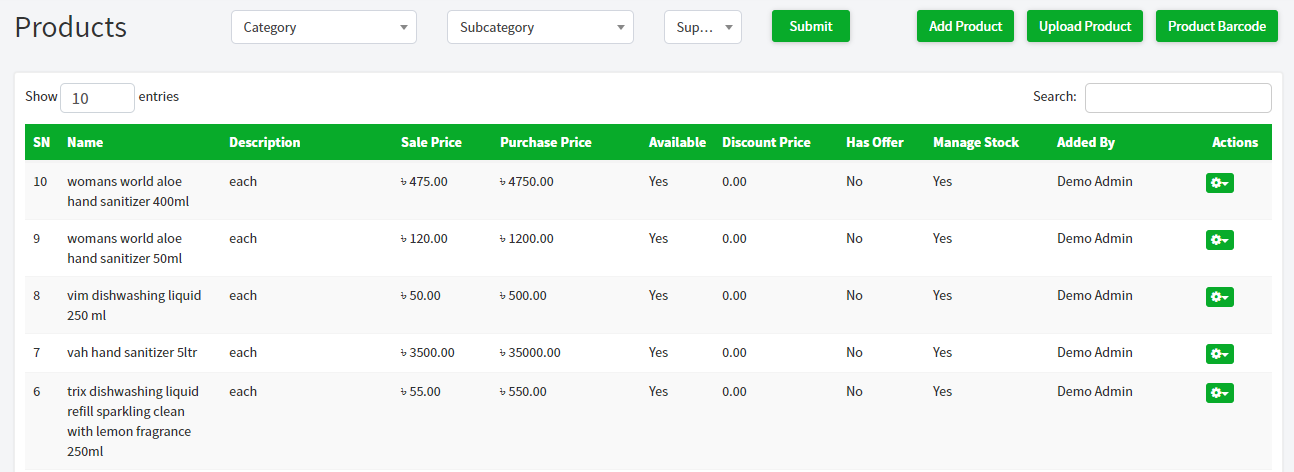 Products Category Subcategory Sup... Submit Add Product Upload Product Product Barcode
Show 10 entries Search:
SN Name Description Sale Price Purchase Price Available Discount Price Has Offer Manage Stock Added By Actions
10 womans world aloe each ৳ 475.00 ৳ 4750.00 Yes 0.00 No Yes Demo Admin
hand sanitizer 400ml
9 womans world aloe each ৳ 120.00 ৳ 1200.00 Yes 0.00 No Yes Demo Admin
hand sanitizer 50ml
8 vim dishwashing liquid each ৳ 50.00 ৳ 500.00 Yes 0.00 No Yes Demo Admin
250 ml
7 vah hand sanitizer 5ltr each ৳ 3500.00 ৳ 35000.00 Yes 0.00 No Yes Demo Admin
6 trix dishwashing liquid each ৳ 55.00 ৳ 550.00 Yes 0.00 No Yes Demo Admin
refill sparkling clean
with lemon fragrance
250ml